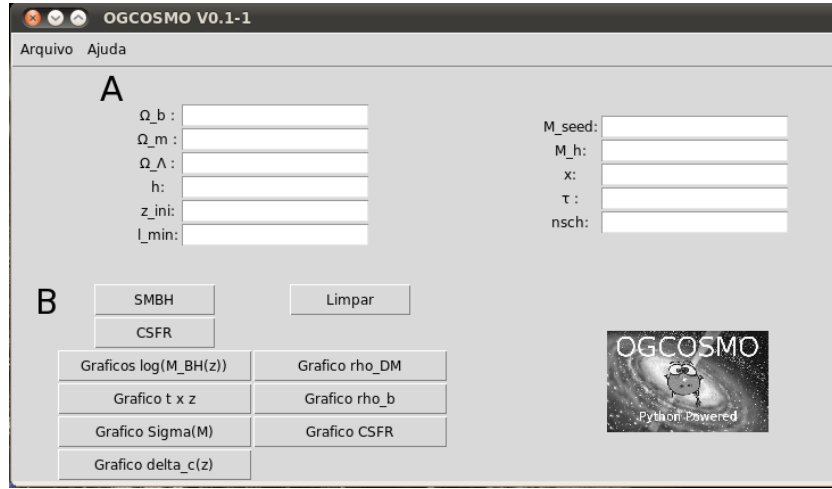 OGCOSMO V0.1-1
Arquivo Ajuda
A
Ω_b :
Ω_m :
Ω_Λ :
h:
z_ini:
l_min:
M_seed:
M_h:
x:
τ :
nsch:
B
SMBH
Limpar
CSFR
Graficos log(M_BH(z))
Grafico rho_DM
Grafico t x z
Grafico rho_b
Grafico Sigma(M)
Grafico CSFR
Grafico delta_c(z)
OGCOSMO
Python Powered